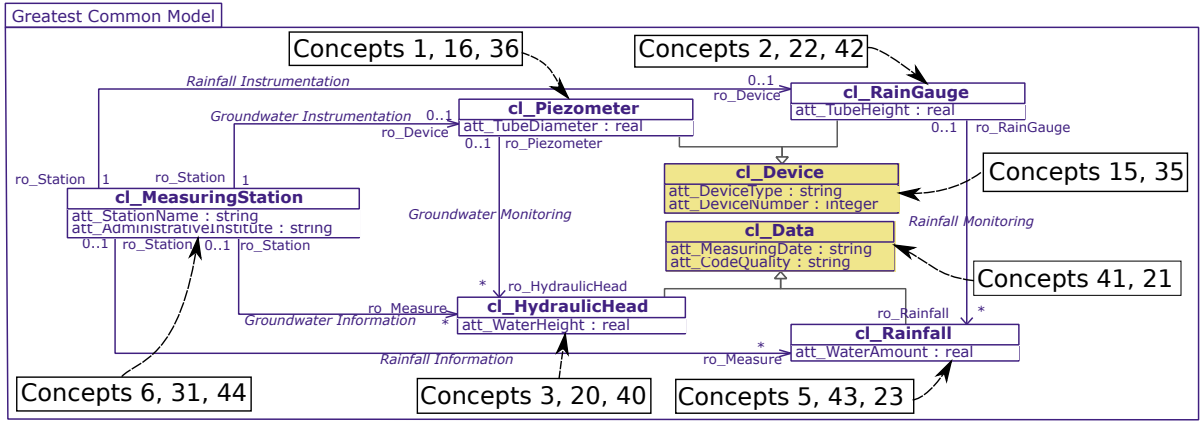 Greatest Common Model
Concepts 1, 16, 36
Concepts 2, 22, 42
Rainfall Instrumentation
0..1
ro_Device
cl_RainGauge
att_TubeHeight : real
0..1
ro_RainGauge
Groundwater Instrumentation
0..1
ro_Device
cl_Piezometer
att_TubeDiameter : real
0..1
ro_Piezometer
ro_Station
1
ro_Station
1
cl_MeasuringStation
att_StationName : string
att_AdministrativeInstitute : string
0..1
ro_Station
0..1
ro_Station
cl_Device
att_DeviceType : string
att_DeviceNumber : integer
Concepts 15, 35
Groundwater Monitoring
Rainfall Monitoring
cl_Data
att_MeasuringDate : string
att_CodeQuality : string
Concepts 41, 21
*
ro_HydraulicHead
ro_Measure
*
Groundwater Information
cl_HydraulicHead
att_WaterHeight : real
ro_Rainfall
*
cl_Rainfall
att_WaterAmount : real
*
ro_Measure
Rainfall Information
Concepts 6, 31, 44
Concepts 3, 20, 40
Concepts 5, 43, 23